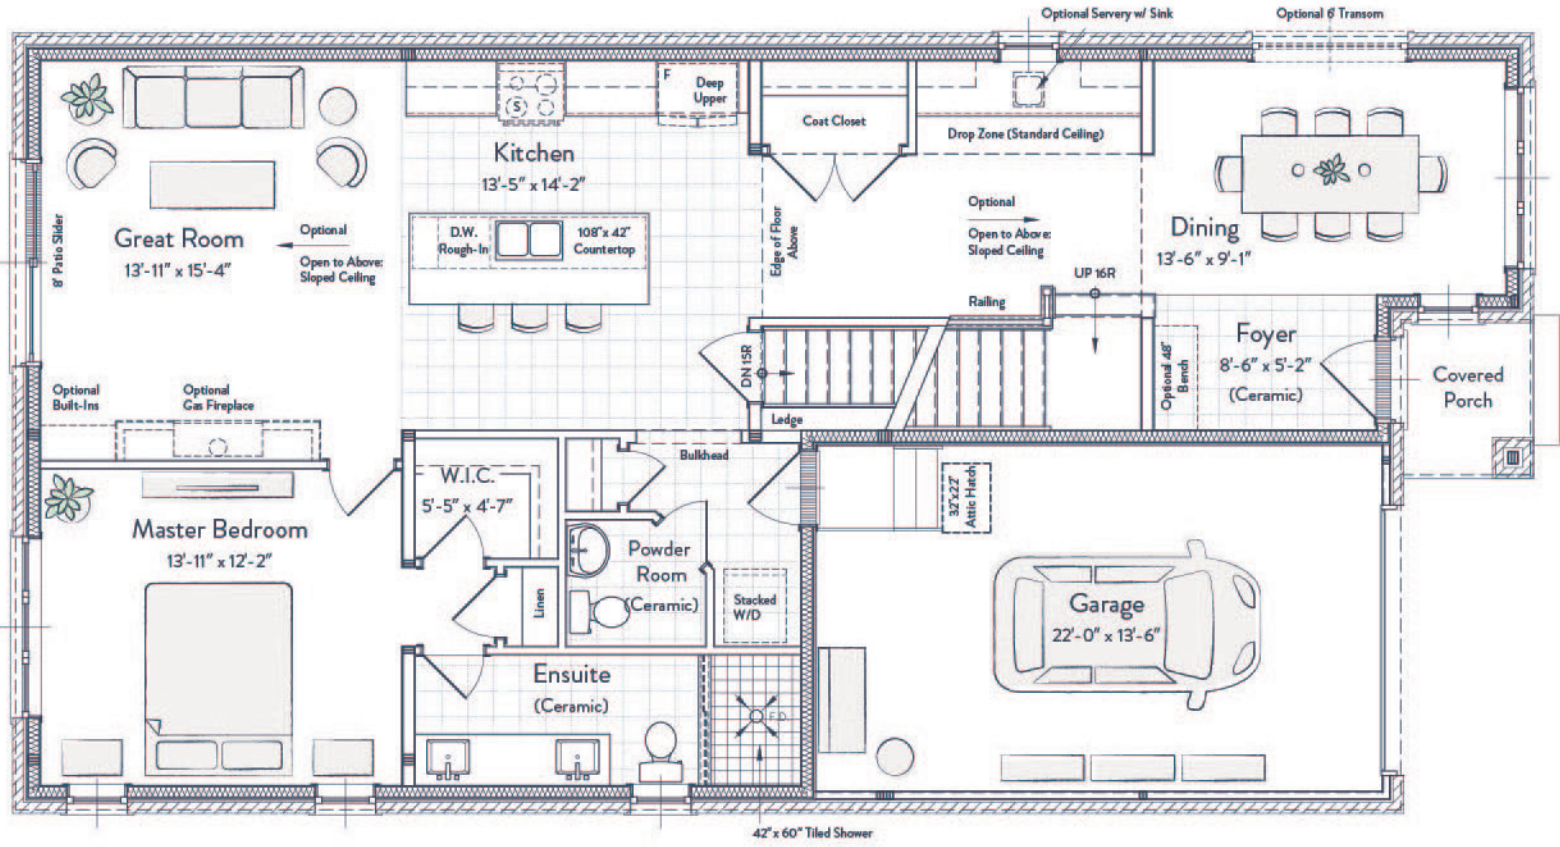 Optional Servery w/ Sink
Optional 6' Transom
F
Deep
Upper
S
Coat Closet
Drop Zone (Standard Ceiling)
Kitchen
13'-5" x 14'-2"
8' Patio Slider
Great Room
13'-11" x 15'-4"
Optional
Open to Above:
Sloped Ceiling
D.W.
Rough-In
108"x 42"
Countertop
Edge of Floor
Above
Optional
Open to Above:
Sloped Ceiling
Dining
13'-6" x 9'-1"
UP 16R
Railing
DN 15R
Ledge
Optional 48"
Bench
Foyer
8'-6" x 5'-2"
(Ceramic)
Covered
Porch
Optional
Built-Ins
Optional
Gas Fireplace
Bulkhead
W.I.C.
5'-5" x 4'-7"
32"x22"
Attic Hatch
Master Bedroom
13'-11" x 12'-2"
Powder
Room
(Ceramic)
Linen
Stacked
W/D
Garage
22'-0" x 13'-6"
Ensuite
(Ceramic)
F.D.
42" x 60" Tiled Shower